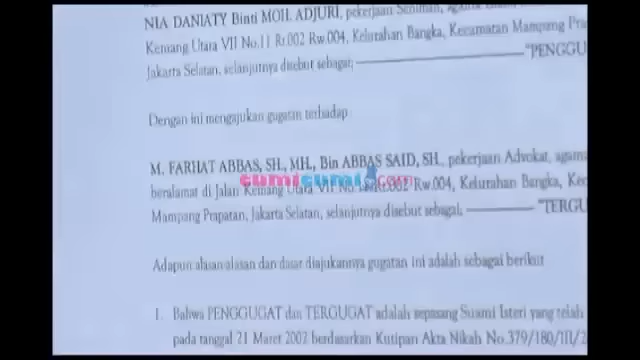 NIA DANIATY Binti MOH. ADJURI, pekerjaan Seniman, agama
Kemang Utara VII No.11 Rt.002 Rw.004, Kelurahan Bangka, Kecamatan Mampang Pra
Jakarta Selatan, selanjutnya disebut sebagai; "PENGGU
Dengan ini mengajukan gugatan terhadap
M. FARHAT ABBAS, SH., MH., Bin ABBAS SAID, SH., pekerjaan Advokat, agama
cumicumi.com
beralamat di Jalan Kemang Utara VII Rt.002 Rw.004, Kelurahan Bangka, Kec
Mampang Prapatan, Jakarta Selatan, selanjutnya disebut sebagai; "TERGU
Adapun alasan-alasan dan dasar diajukannya gugatan ini adalah sebagai berikut
1. Bahwa PENGGUGAT dan TERGUGAT adalah sepasang Suami Isteri yang telah
pada tanggal 21 Maret 2002 berdasarkan Kutipan Akta Nikah No.379/180/III/2